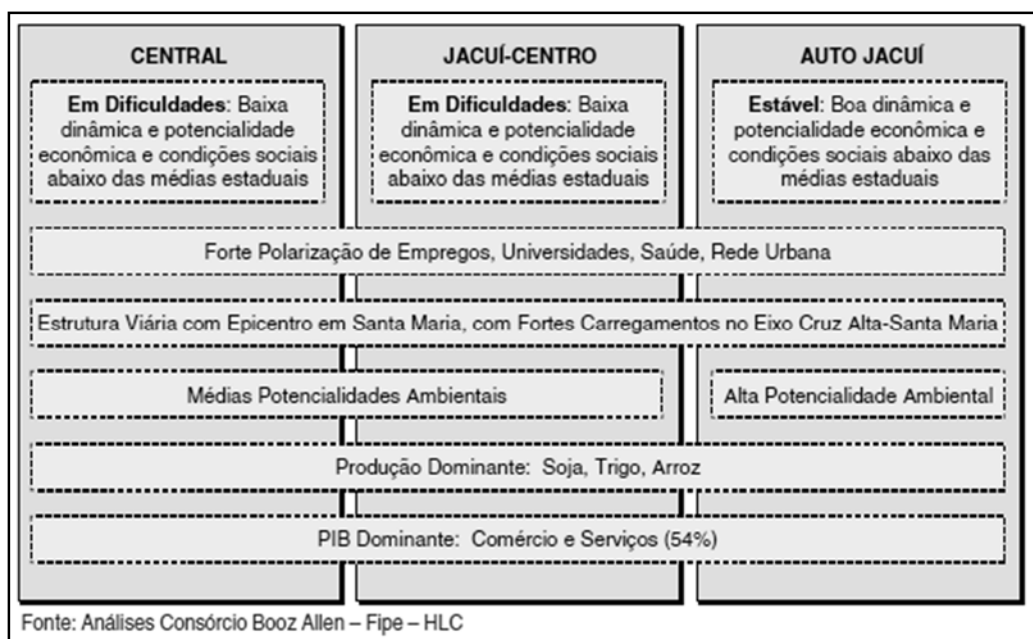 CENTRAL
Em Dificuldades: Baixa
dinâmica e potencialidade
econômica e condições sociais
abaixo das médias estaduais
JACUÍ-CENTRO
Em Dificuldades: Baixa
dinâmica e potencialidade
econômica e condições sociais
abaixo das médias estaduais
AUTO JACUÍ
Estável: Boa dinâmica e
potencialidade econômica e
condições sociais abaixo das
médias estaduais
Forte Polarização de Empregos, Universidades, Saúde, Rede Urbana
Estrutura Viária com Epicentro em Santa Maria, com Fortes Carregamentos no Eixo Cruz Alta-Santa Maria
Médias Potencialidades Ambientais
Alta Potencialidade Ambiental
Produção Dominante: Soja, Trigo, Arroz
PIB Dominante: Comércio e Serviços (54%)
Fonte: Análises Consórcio Booz Allen – Fipe – HLC